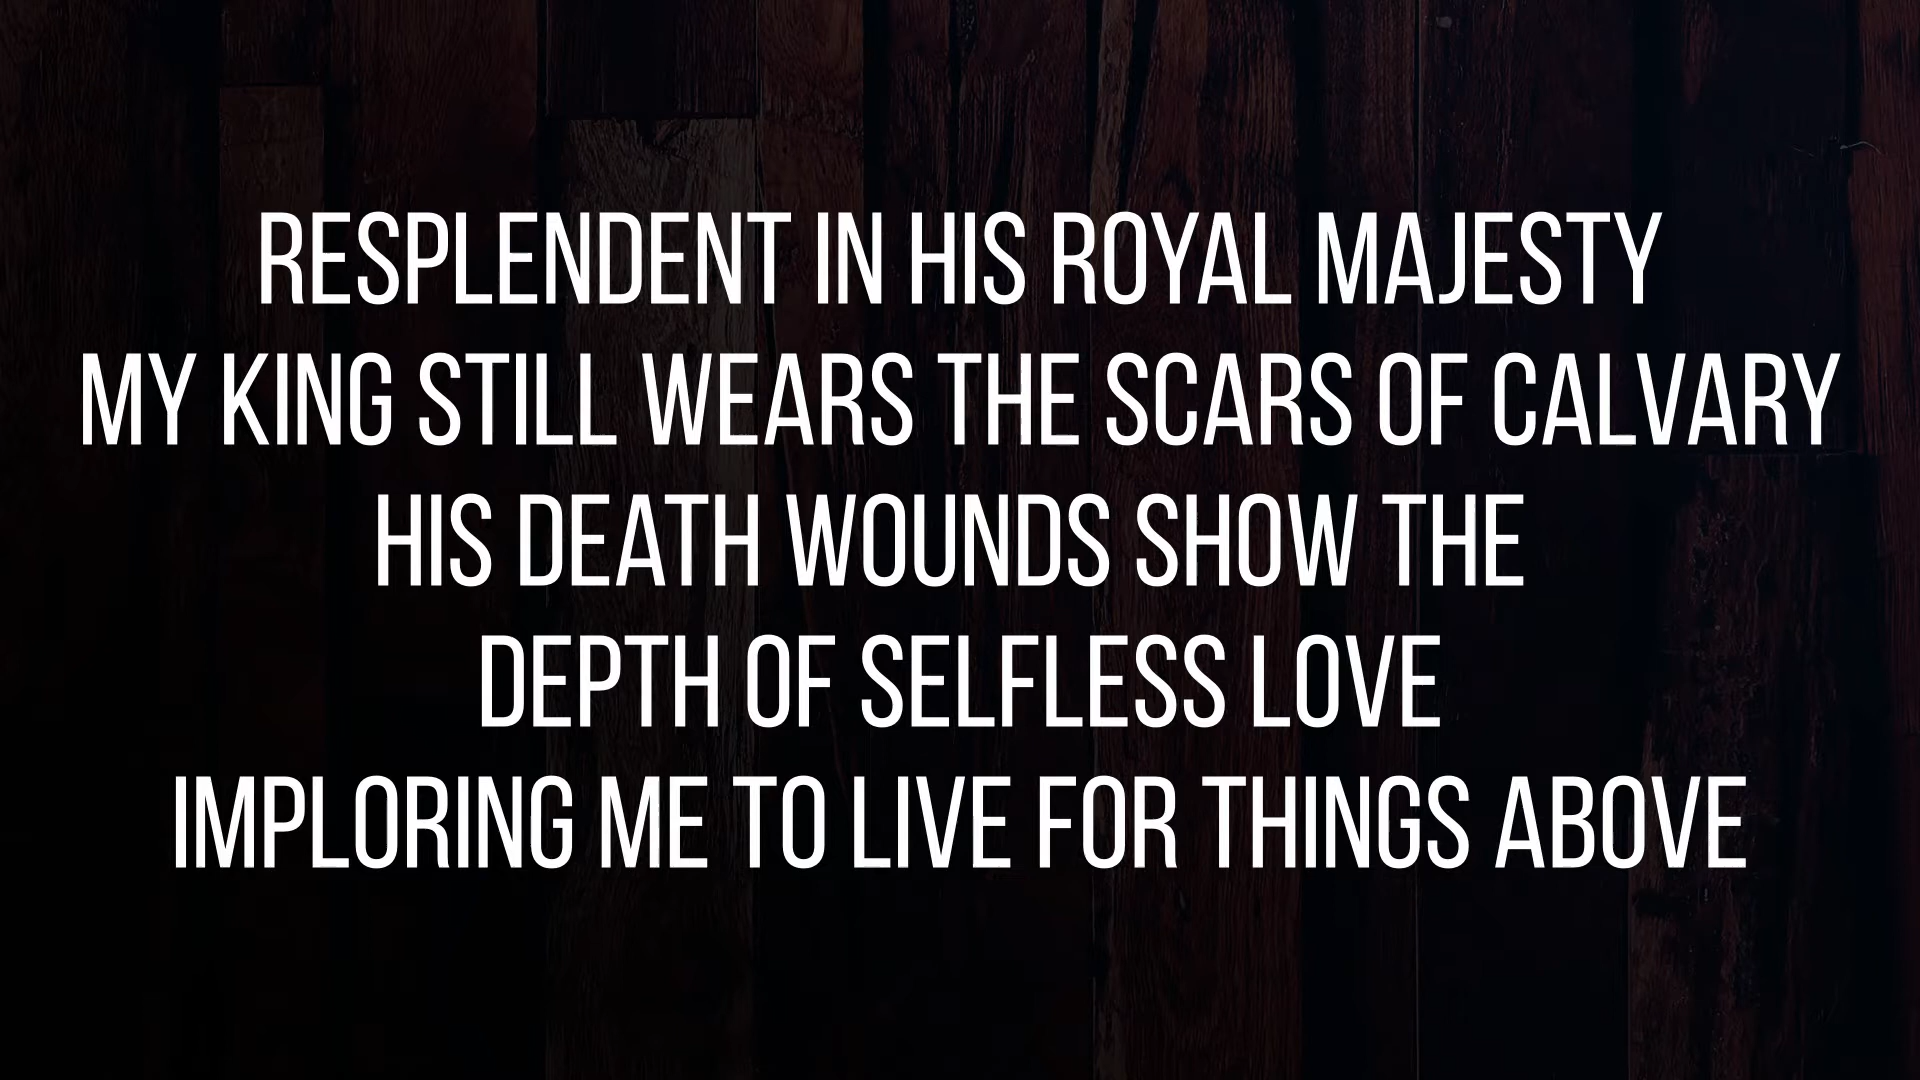 RESPLENDENT IN HIS ROYAL MAJESTY
MY KING STILL WEARS THE SCARS OF CALVARY
HIS DEATH WOUNDS SHOW THE
DEPTH OF SELFLESS LOVE
IMPLORING ME TO LIVE FOR THINGS ABOVE